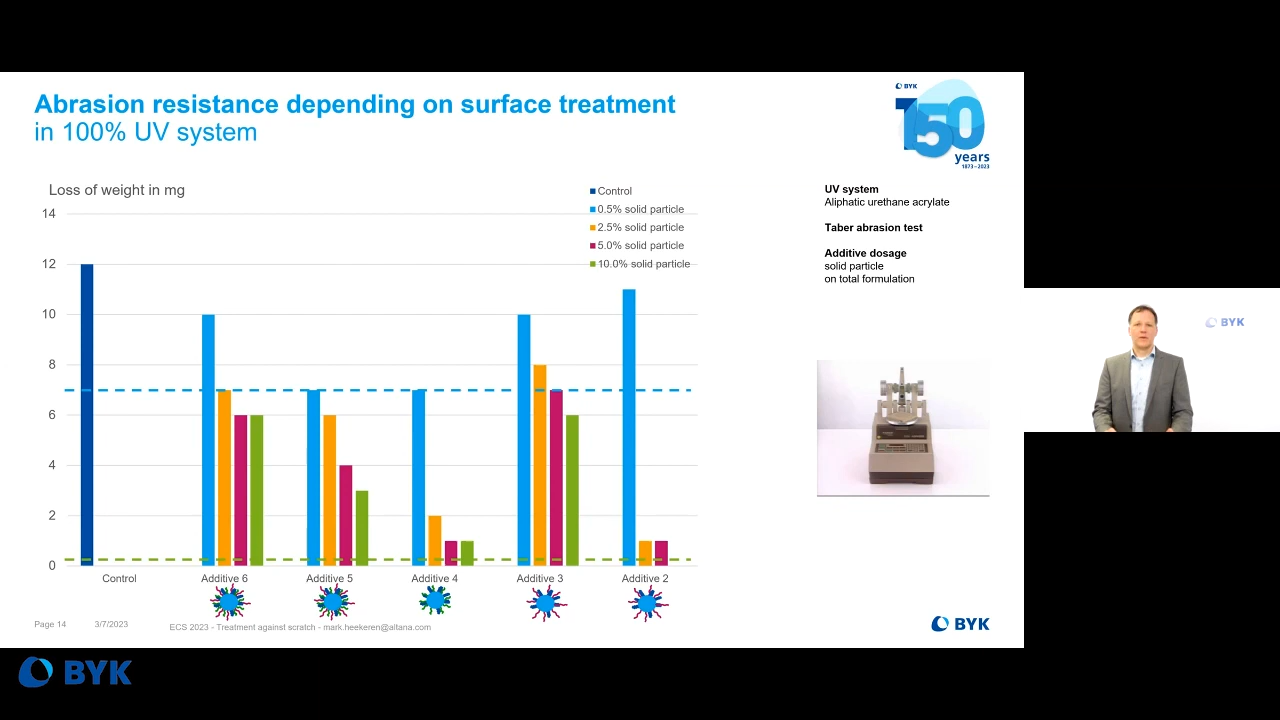 Abrasion resistance depending on surface treatment
in 100% UV system
BYK
150
years
1873 – 2023
Loss of weight in mg
Control
0.5% solid particle
2.5% solid particle
5.0% solid particle
10.0% solid particle
14
12
10
8
6
4
2
0
Control
Additive 6
Additive 5
Additive 4
Additive 3
Additive 2
UV system
Aliphatic urethane acrylate
Taber abrasion test
Additive dosage
solid particle
on total formulation
BYK
Page 14
3/7/2023
ECS 2023 - Treatment against scratch - mark.heekeren@altana.com
BYK
BYK